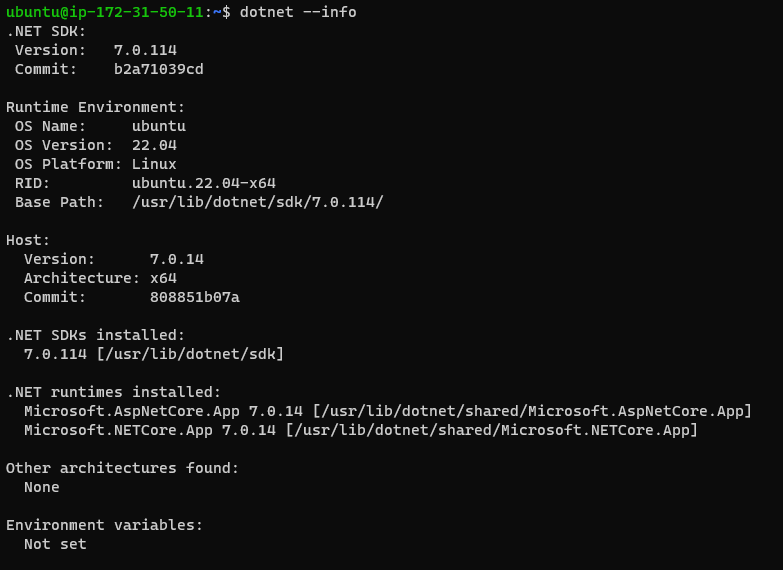 ubuntu@ip-172-31-50-11:~$ dotnet --info
.NET SDK:
 Version:   7.0.114
 Commit:    b2a71039cd

Runtime Environment:
 OS Name:     ubuntu
 OS Version:  22.04
 OS Platform: Linux
 RID:         ubuntu.22.04-x64
 Base Path:   /usr/lib/dotnet/sdk/7.0.114/

Host:
  Version:      7.0.14
  Architecture: x64
  Commit:       808851b07a

.NET SDKs installed:
  7.0.114 [/usr/lib/dotnet/sdk]

.NET runtimes installed:
  Microsoft.AspNetCore.App 7.0.14 [/usr/lib/dotnet/shared/Microsoft.AspNetCore.App]
  Microsoft.NETCore.App 7.0.14 [/usr/lib/dotnet/shared/Microsoft.NETCore.App]

Other architectures found:
  None

Environment variables:
  Not set